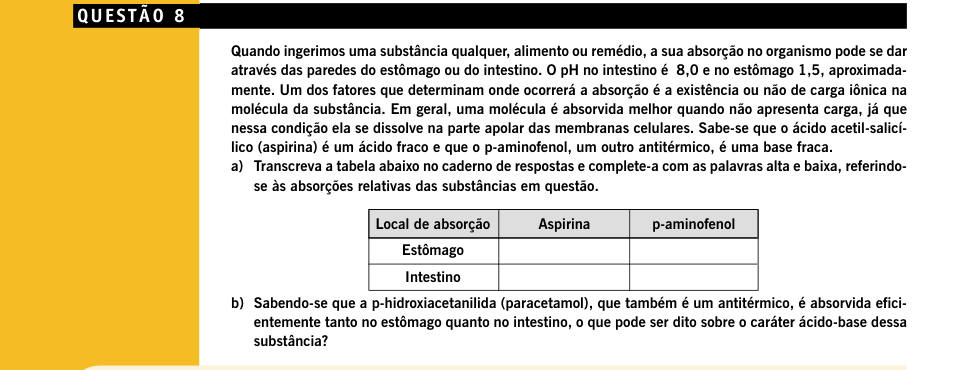 QUESTÃO 8
Quando ingerimos uma substância qualquer, alimento ou remédio, a sua absorção no organismo pode se dar
através das paredes do estômago ou do intestino. O pH no intestino é 8,0 e no estômago 1,5, aproximada-
mente. Um dos fatores que determinam onde ocorrerá a absorção é a existência ou não de carga iônica na
molécula da substância. Em geral, uma molécula é absorvida melhor quando não apresenta carga, já que
nessa condição ela se dissolve na parte apolar das membranas celulares. Sabe-se que o ácido acetil-salicí-
lico (aspirina) é um ácido fraco e que o p-aminofenol, um outro antitérmico, é uma base fraca.
a) Transcreva a tabela abaixo no caderno de respostas e complete-a com as palavras alta e baixa, referindo-
se às absorções relativas das substâncias em questão.
Local de absorção Aspirina p-aminofenol
Estômago
Intestino
b) Sabendo-se que a p-hidroxiacetanilida (paracetamol), que também é um antitérmico, é absorvida efici-
entemente tanto no estômago quanto no intestino, o que pode ser dito sobre o caráter ácido-base dessa
substância?